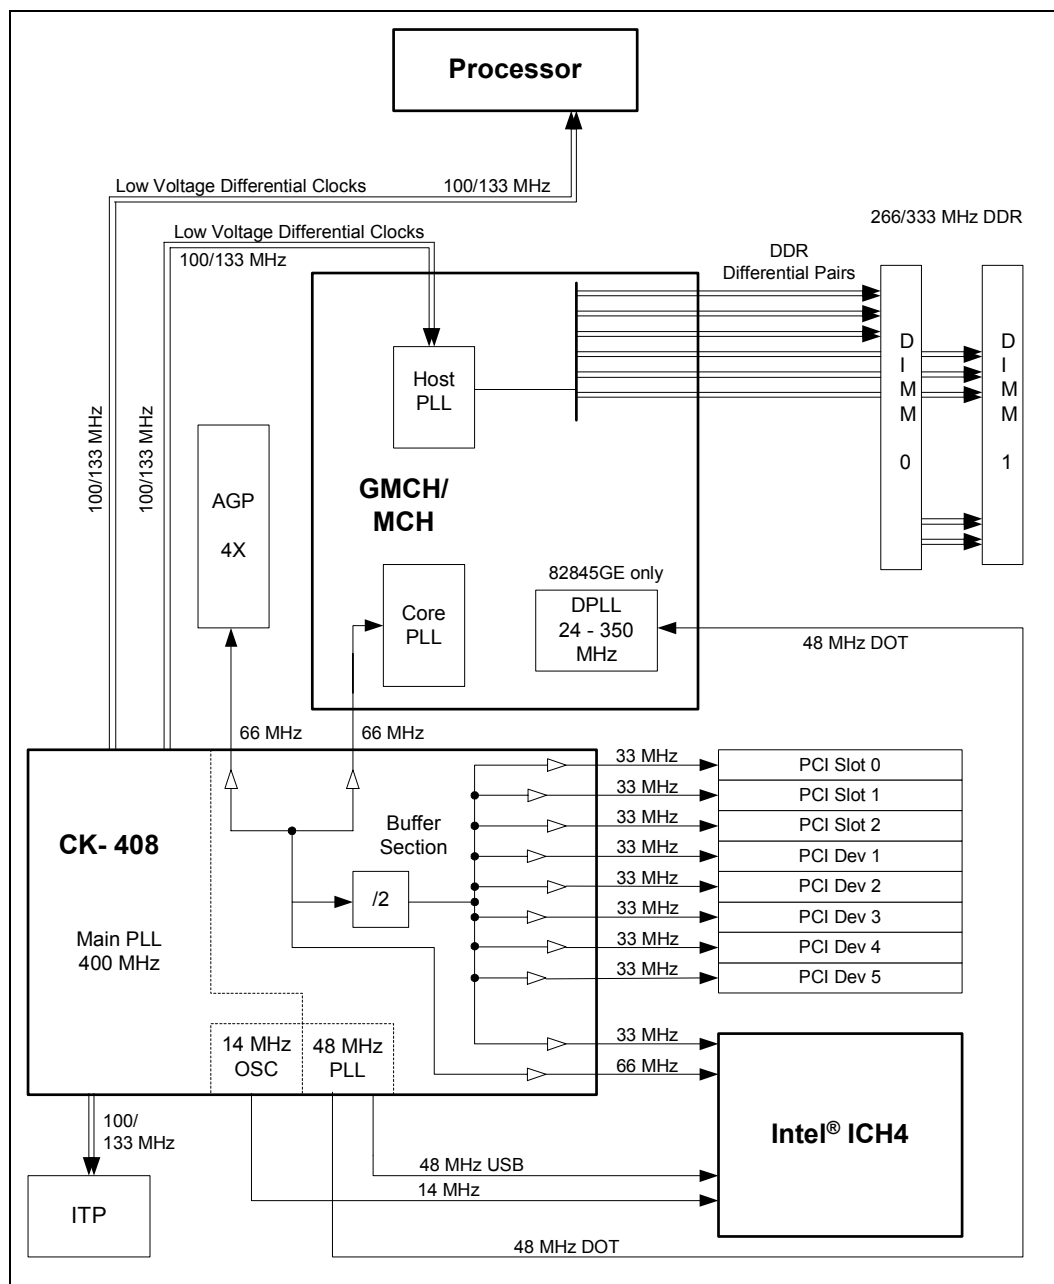 Processor
Low Voltage Differential Clocks
100/133 MHz
Low Voltage Differential Clocks
100/133 MHz
266/333 MHz DDR
DDR
Differential Pairs
DIMM 0
DIMM 1
100/133 MHz
100/133 MHz
Host
PLL
AGP
4X
GMCH/
MCH
Core
PLL
82845GE only
DPLL
24 - 350
MHz
48 MHz DOT
66 MHz
66 MHz
CK- 408
Main PLL
400 MHz
Buffer
Section
/2
33 MHz
PCI Slot 0
33 MHz
PCI Slot 1
33 MHz
PCI Slot 2
33 MHz
PCI Dev 1
33 MHz
PCI Dev 2
33 MHz
PCI Dev 3
33 MHz
PCI Dev 4
33 MHz
PCI Dev 5
14 MHz
OSC
48 MHz
PLL
33 MHz
66 MHz
Intel® ICH4
100/
133 MHz
ITP
48 MHz USB
14 MHz
48 MHz DOT